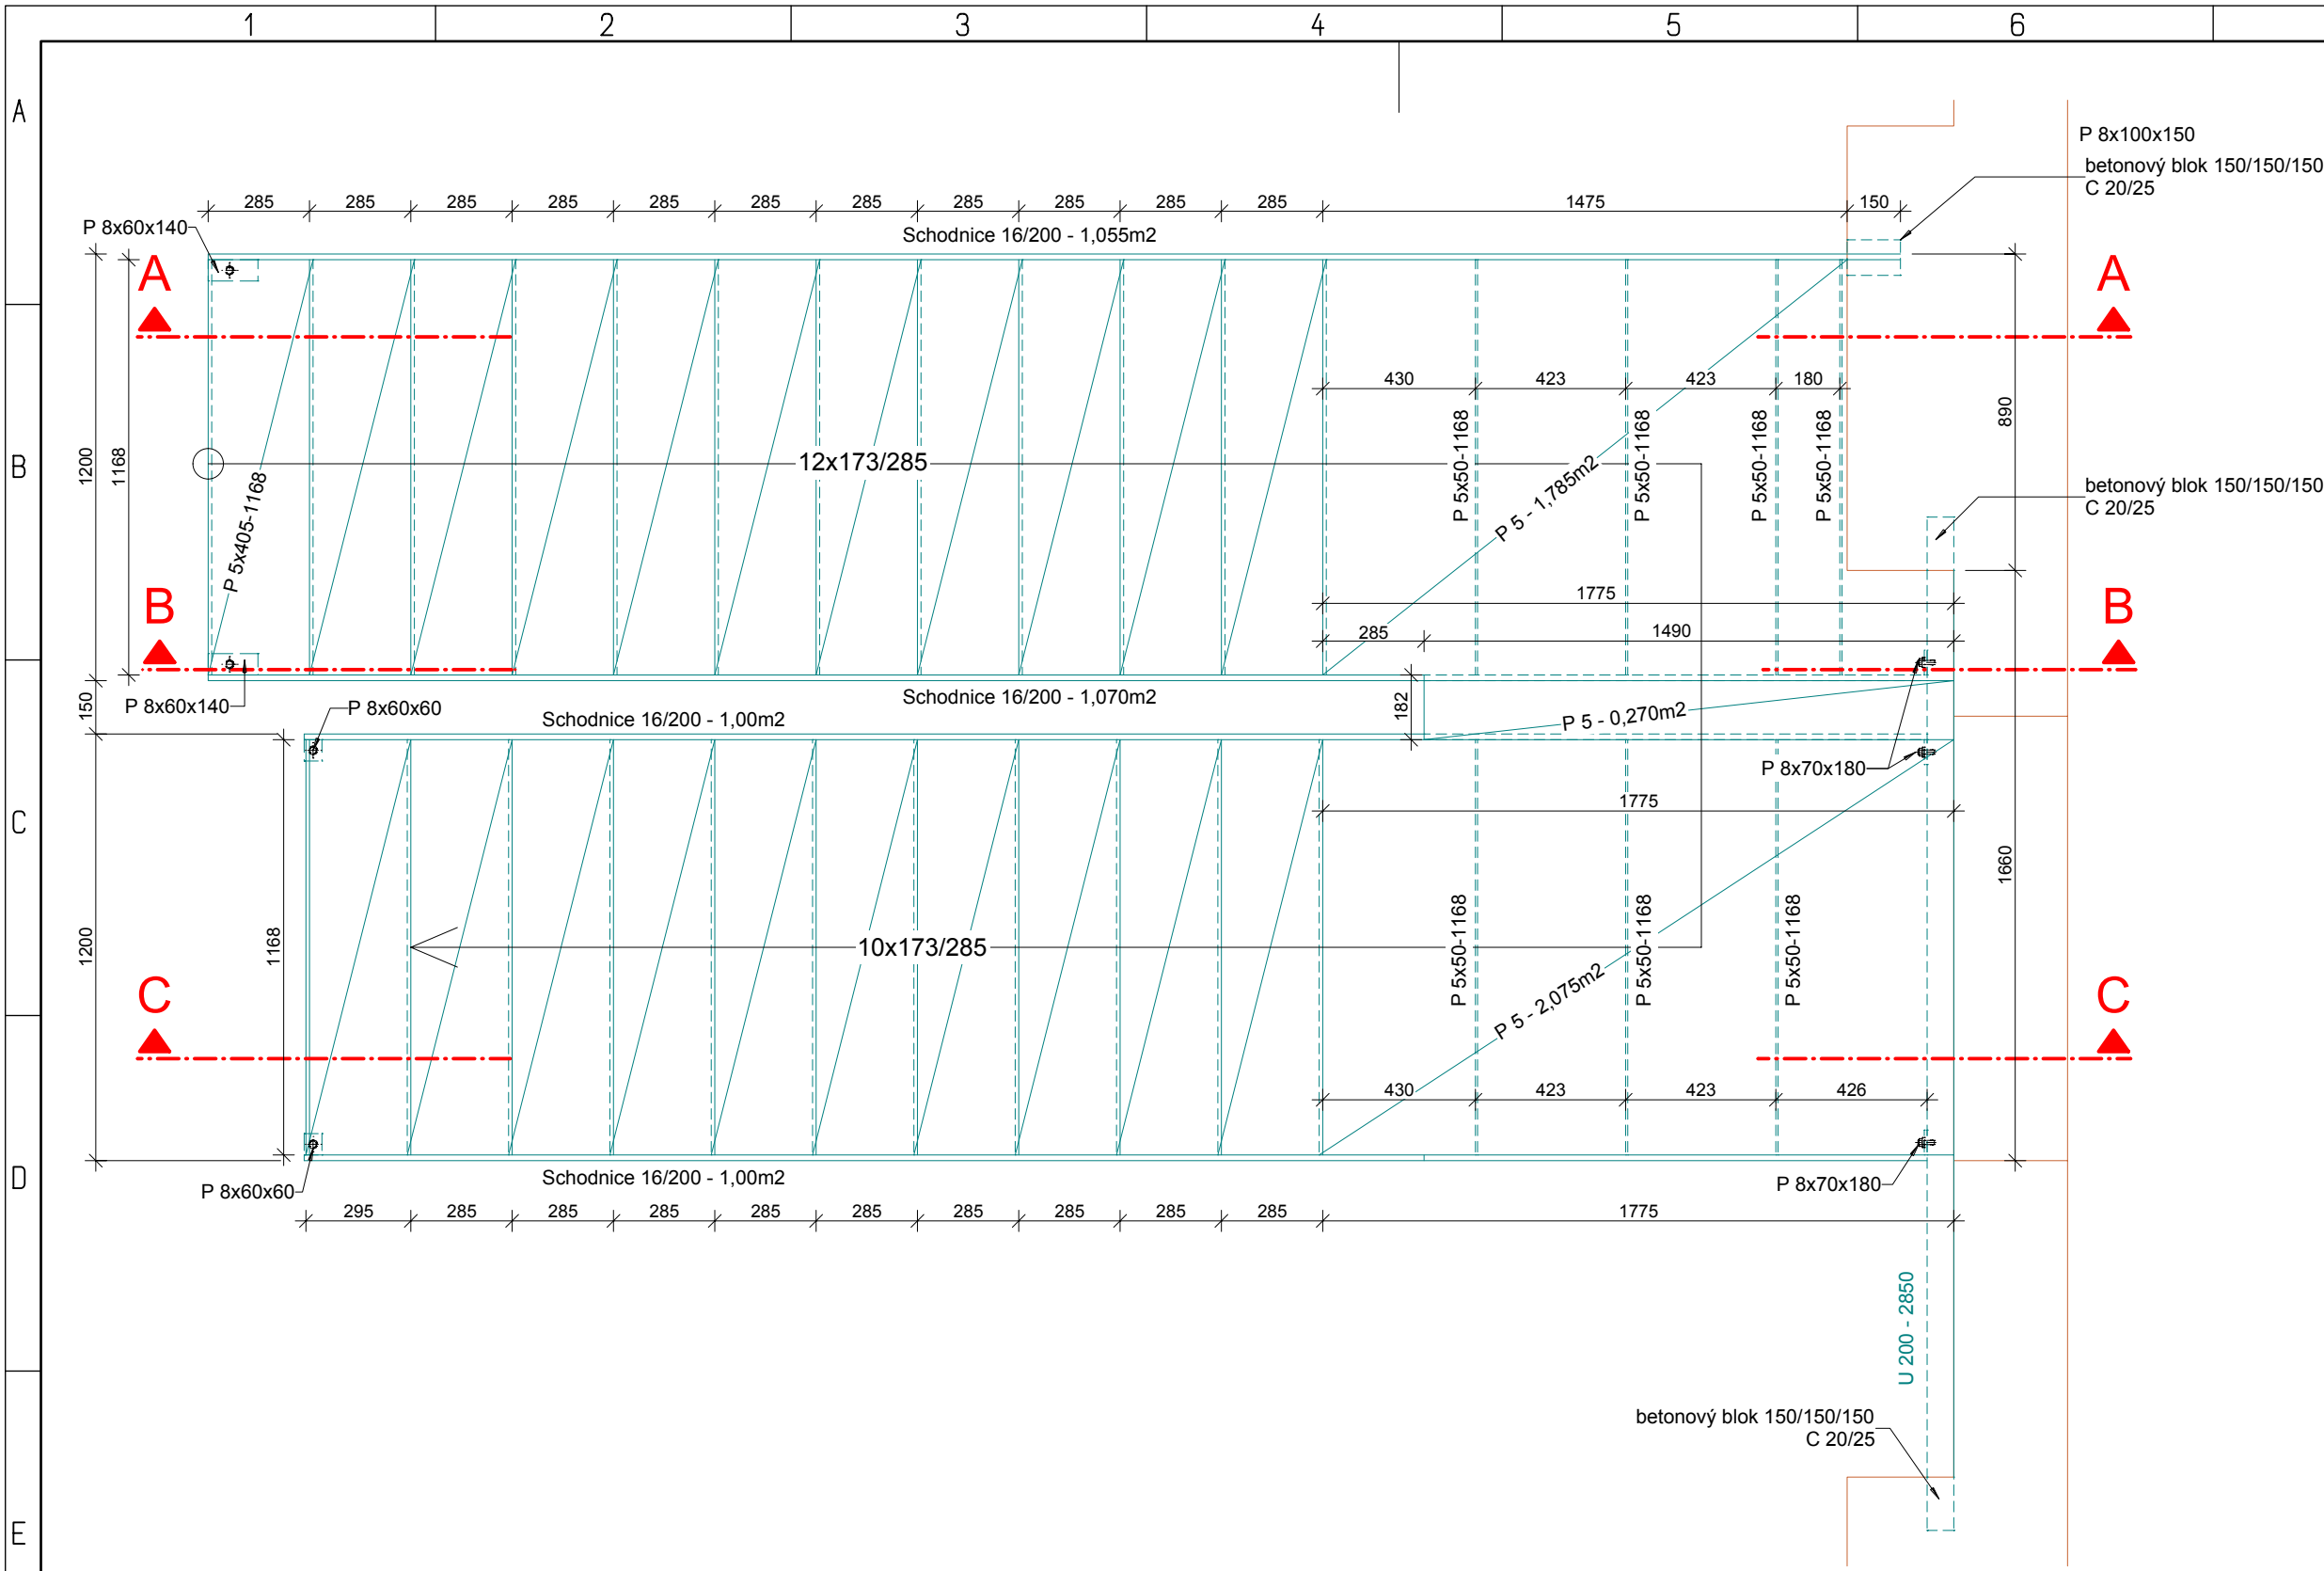 1 2 3 4 5 6
A
B
C
D
E
P 8x100x150
betonový blok 150/150/150
C 20/25
285 285 285 285 285 285 285 285 285 285 285 1475 150
P 8x60x140
Schodnice 16/200 - 1,055m2
A A
430 423 423 180
1200
1168
890
12x173/285
P 5x405-1168
P 5x50-1168
P 5x50-1168
P 5x50-1168
P 5x50-1168
P 5 - 1,785m2
betonový blok 150/150/150
C 20/25
B B
1775
285 1490
P 8x60x140
150
P 8x60x60
Schodnice 16/200 - 1,00m2
Schodnice 16/200 - 1,070m2
182
P 5 - 0,270m2
P 8x70x180
1775
1200
1168
1660
10x173/285
P 5x50-1168
P 5x50-1168
P 5x50-1168
P 5 - 2,075m2
C C
430 423 423 426
P 8x60x60
Schodnice 16/200 - 1,00m2
P 8x70x180
295 285 285 285 285 285 285 285 285 285 1775
U 200 - 2850
betonový blok 150/150/150
C 20/25